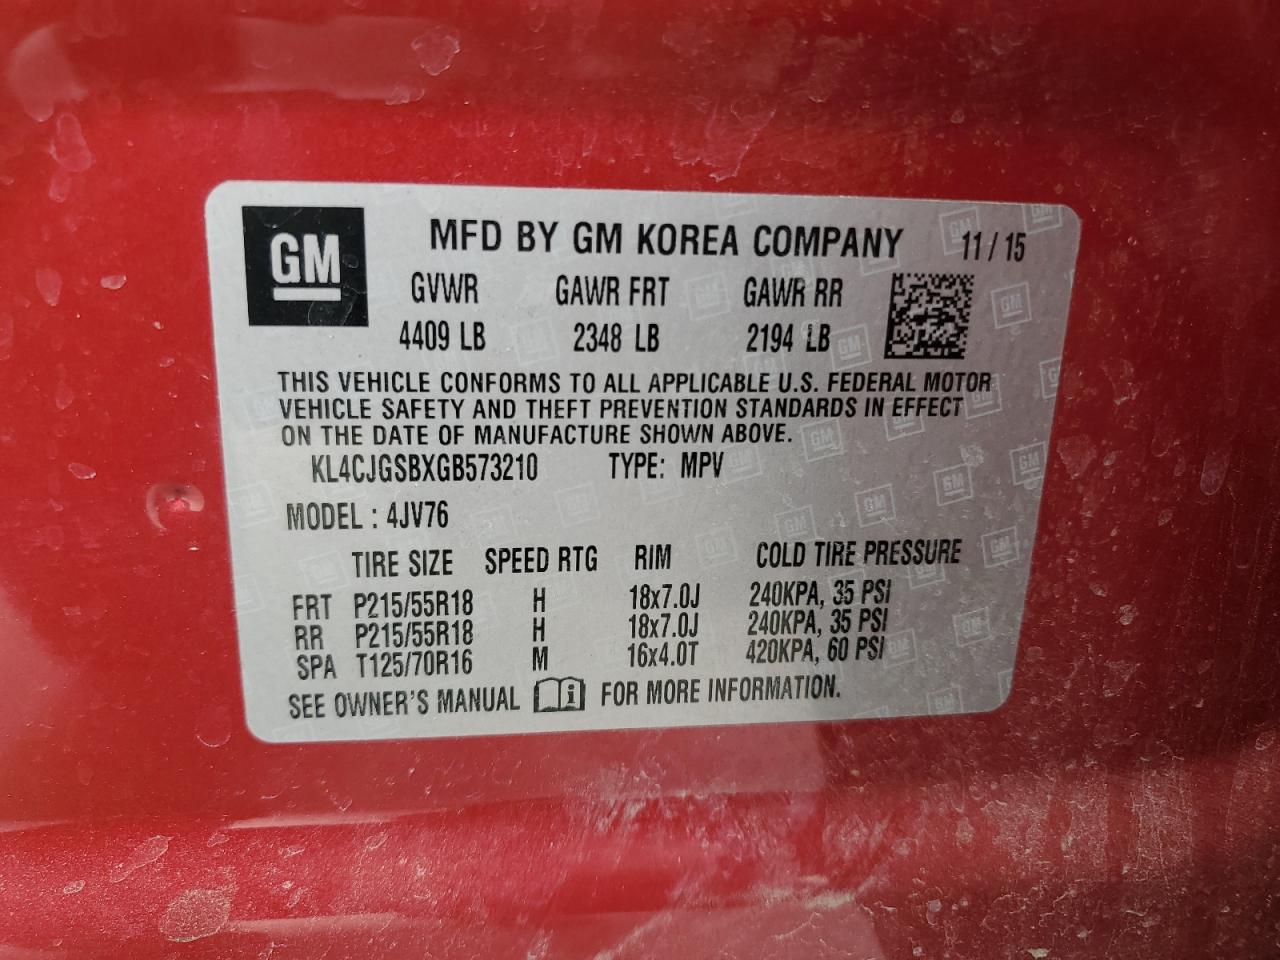 GM
MFD BY GM KOREA COMPANY 11/15
GVWR GAWR FRT GAWR RR
4409 LB 2348 LB 2194 LB
THIS VEHICLE CONFORMS TO ALL APPLICABLE U.S. FEDERAL MOTOR
VEHICLE SAFETY AND THEFT PREVENTION STANDARDS IN EFFECT
ON THE DATE OF MANUFACTURE SHOWN ABOVE.
KL4CJGSBXGB573210 TYPE: MPV
MODEL : 4JV76
TIRE SIZE SPEED RTG RIM COLD TIRE PRESSURE
FRT P215/55R18 H 18x7.0J 240KPA, 35 PSI
RR P215/55R18 H 18x7.0J 240KPA, 35 PSI
SPA T125/70R16 M 16x4.0T 420KPA, 60 PSI
SEE OWNER'S MANUAL FOR MORE INFORMATION.